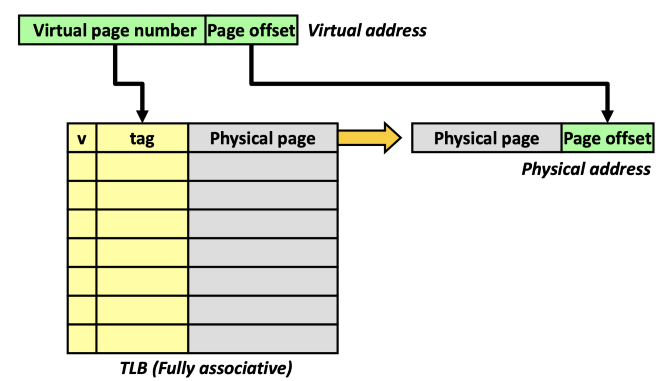 Virtual page number Page offset Virtual address
v tag Physical page Physical page Page offset
Physical address
TLB (Fully associative)